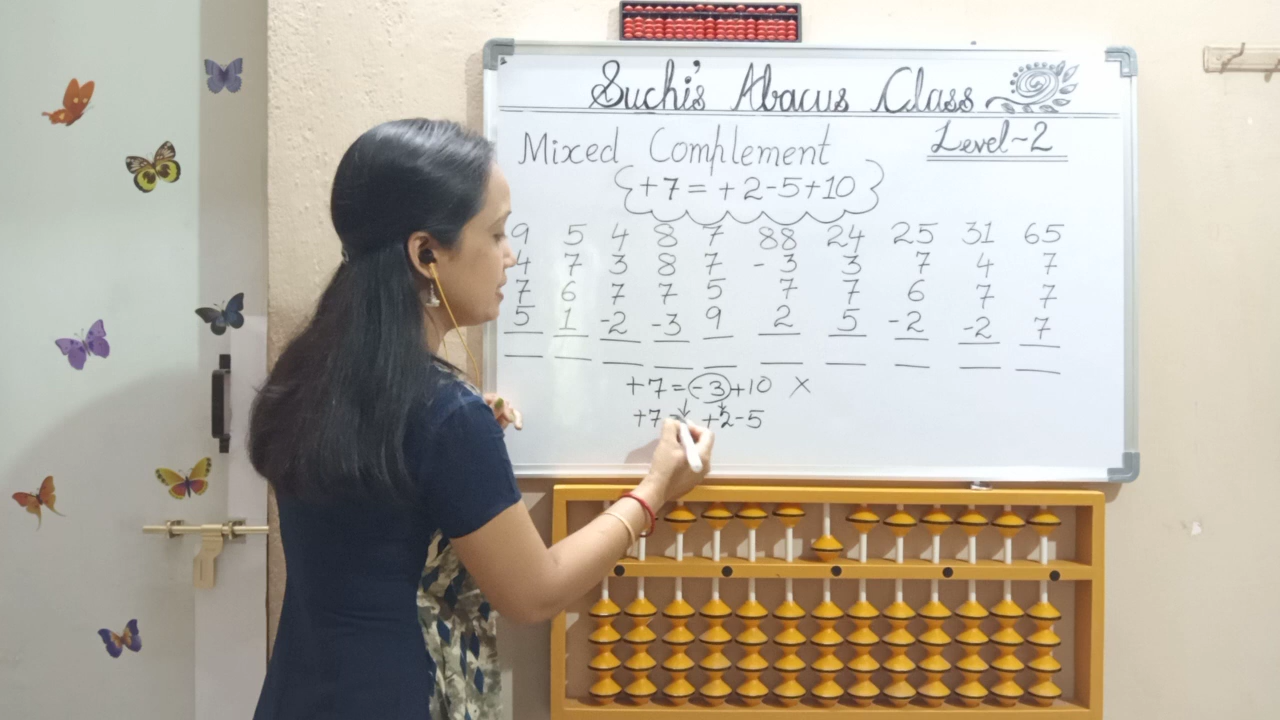 Suchi's Abacus Class
Mixed Complement Level-2
+7 = +2-5+10
9 5 4 8 7 88 24 25 31 65
4 7 3 8 7 -3 3 7 4 7
7 6 7 7 5 7 7 6 7 7
5 1 -2 -3 9 2 5 -2 -2 7
+7 = -3 +10 ×
+7 = +2-5